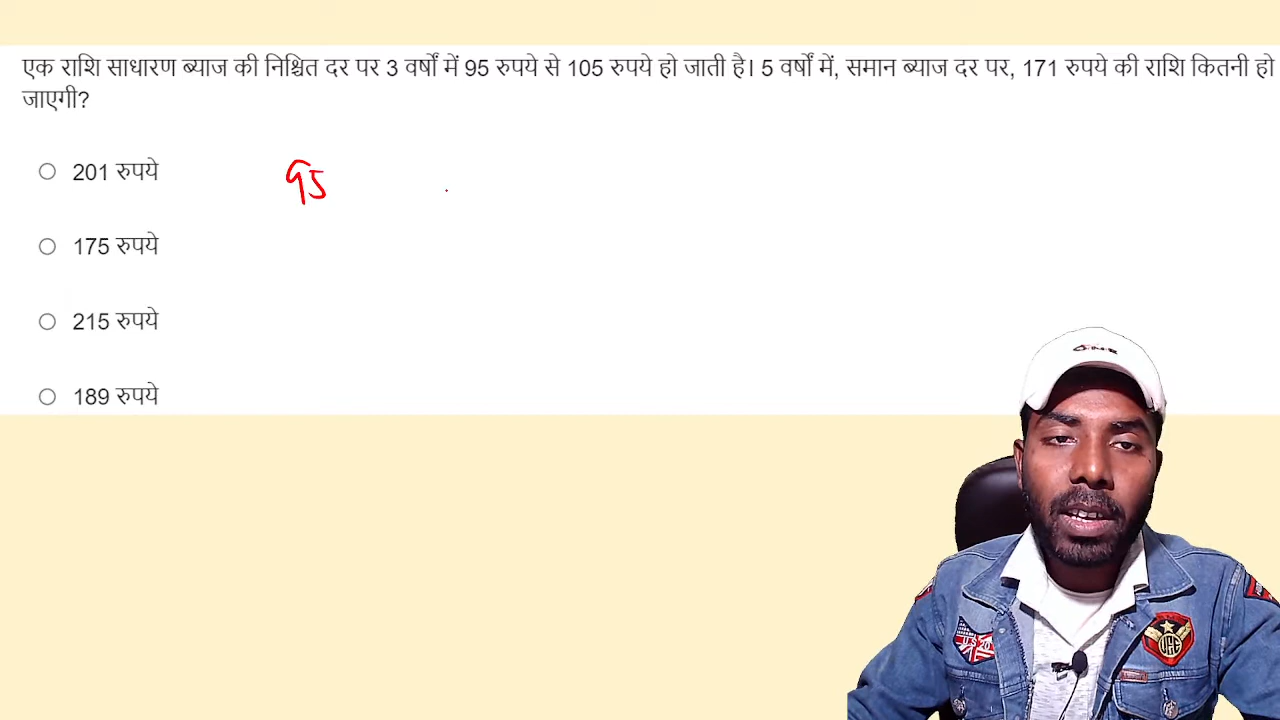 एक राशि साधारण ब्याज की निश्चित दर पर 3 वर्षों में 95 रुपये से 105 रुपये हो जाती है। 5 वर्षों में, समान ब्याज दर पर, 171 रुपये की राशि कितनी हो
जाएगी?
201 रुपये
95
175 रुपये
215 रुपये
189 रुपये